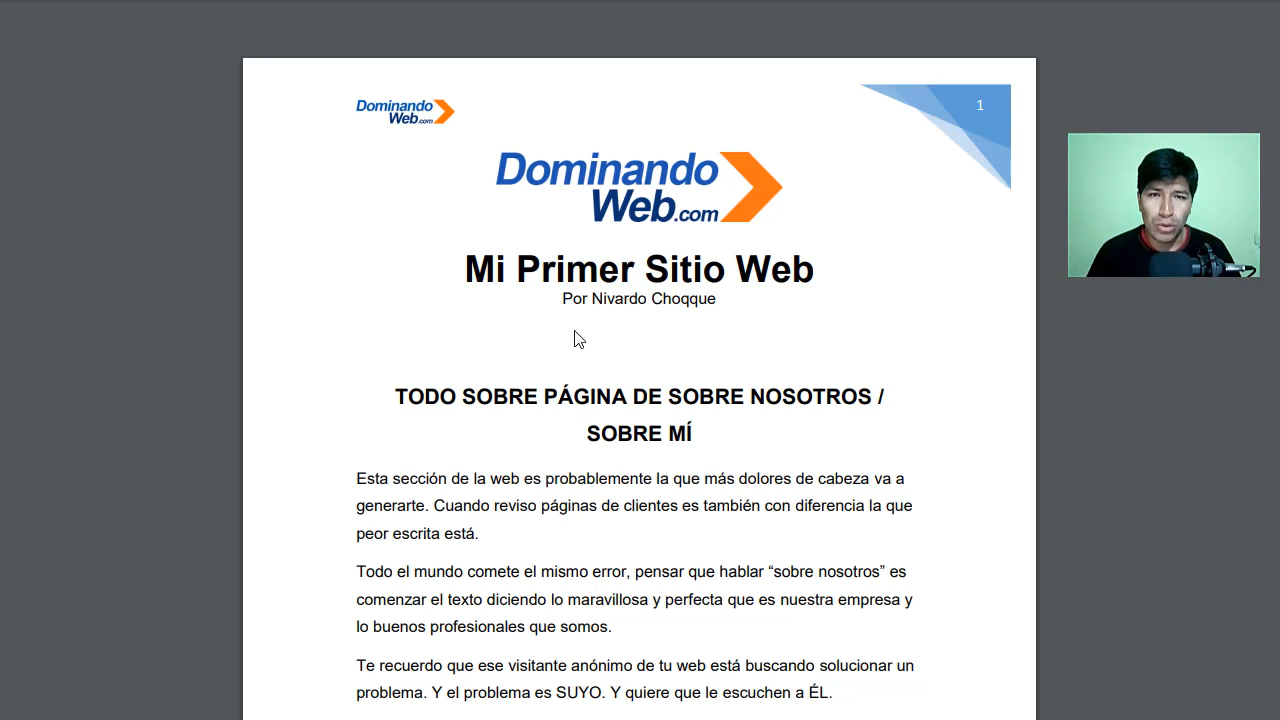 Dominando
Web.com
1
Dominando
Web.com
Mi Primer Sitio Web
Por Nivardo Choqque
TODO SOBRE PÁGINA DE SOBRE NOSOTROS /
SOBRE MÍ
Esta sección de la web es probablemente la que más dolores de cabeza va a
generarte. Cuando reviso páginas de clientes es también con diferencia la que
peor escrita está.
Todo el mundo comete el mismo error, pensar que hablar “sobre nosotros” es
comenzar el texto diciendo lo maravillosa y perfecta que es nuestra empresa y
lo buenos profesionales que somos.
Te recuerdo que ese visitante anónimo de tu web está buscando solucionar un
problema. Y el problema es SUYO. Y quiere que le escuchen a ÉL.